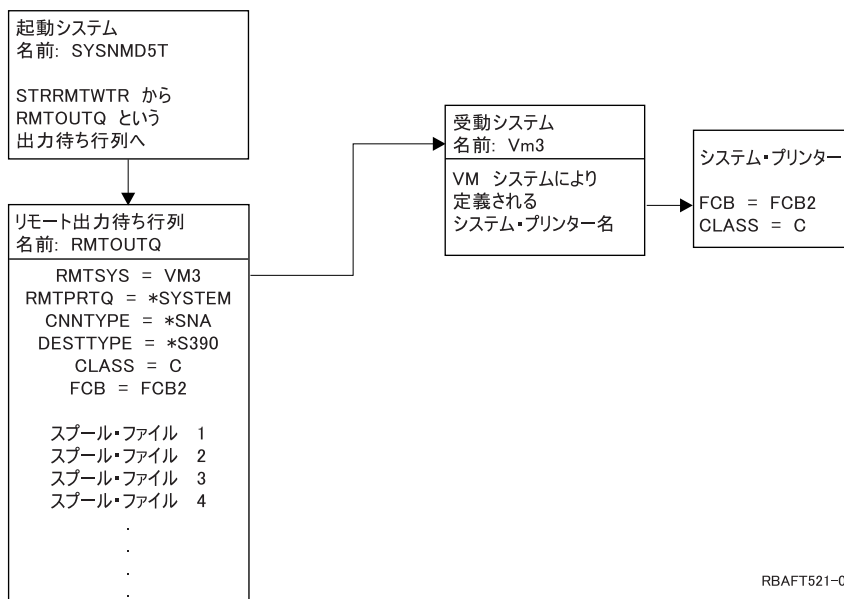 起動システム
名前: SYSNMD5T
STRRMTWTR から
RMTOUTQ という
出力待ち行列へ
リモート出力待ち行列
名前: RMTOUTQ
RMTSYS = VM3
RMTPRTQ = *SYSTEM
CNNTYPE = *SNA
DESTTYPE = *S390
CLASS = C
FCB = FCB2
スプール・ファイル 1
スプール・ファイル 2
スプール・ファイル 3
スプール・ファイル 4
.
.
.
.
受動システム
名前: Vm3
VM システムにより
定義される
システム・プリンター名
システム・プリンター
FCB = FCB2
CLASS = C
RBAFT521-0